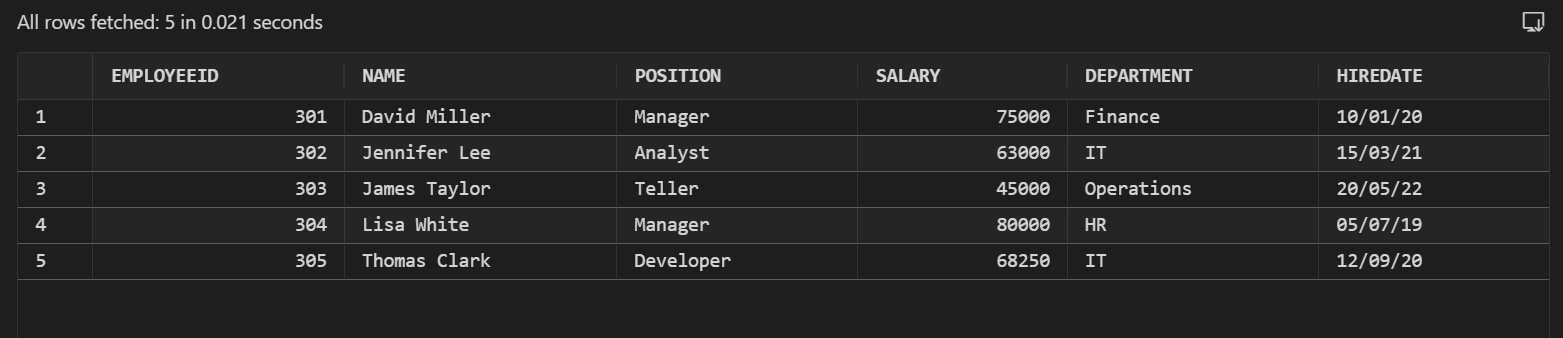 All rows fetched: 5 in 0.021 seconds
EMPLOYEEID NAME POSITION SALARY DEPARTMENT HIREDATE
1 301 David Miller Manager 75000 Finance 10/01/20
2 302 Jennifer Lee Analyst 63000 IT 15/03/21
3 303 James Taylor Teller 45000 Operations 20/05/22
4 304 Lisa White Manager 80000 HR 05/07/19
5 305 Thomas Clark Developer 68250 IT 12/09/20